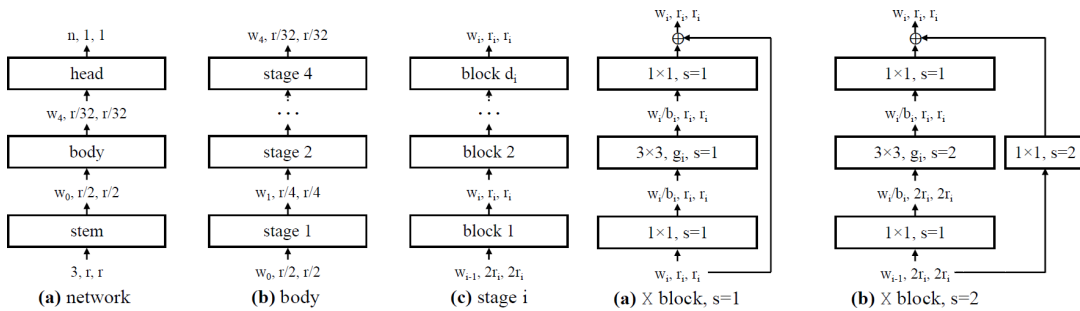 n, 1, 1
head
w4, r/32, r/32
body
w0, r/2, r/2
stem
3, r, r
(a) network
w4, r/32, r/32
stage 4
...
stage 2
w1, r/4, r/4
stage 1
w0, r/2, r/2
(b) body
wi, ri, ri
block di
...
block 2
wi, ri, ri
block 1
wi-1, 2ri, 2ri
(c) stage i
wi, ri, ri
1×1, s=1
wi/bi, ri, ri
3×3, gi, s=1
wi/bi, ri, ri
1×1, s=1
wi, ri, ri
(a) X block, s=1
wi, ri, ri
1×1, s=1
wi/bi, ri, ri
3×3, gi, s=2
1×1, s=2
wi/bi, 2ri, 2ri
1×1, s=1
wi-1, 2ri, 2ri
(b) X block, s=2